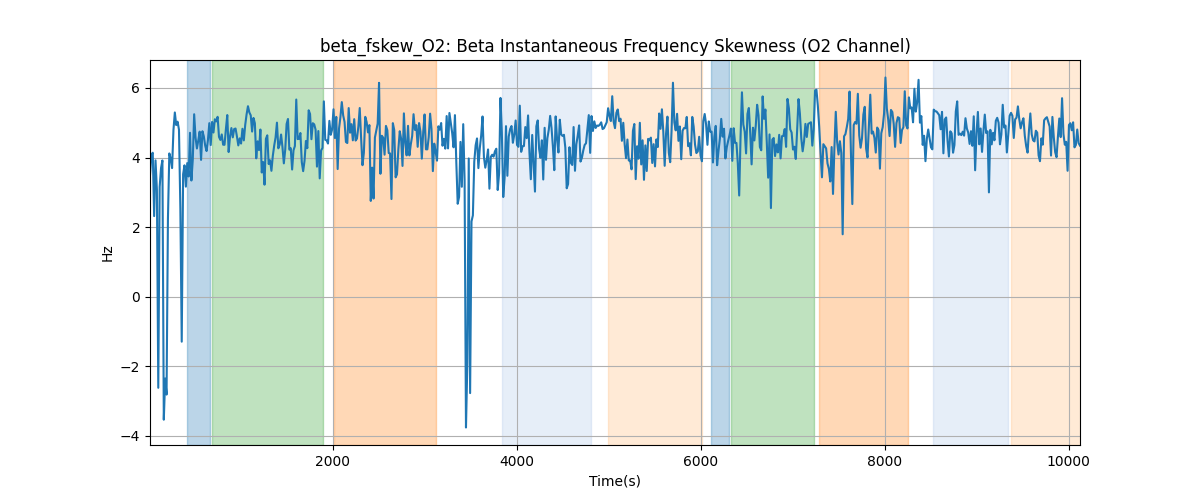 beta_fskew_O2: Beta Instantaneous Frequency Skewness (O2 Channel)
6
4
2
0
−2
−4
Hz
2000 4000 6000 8000 10000
Time(s)